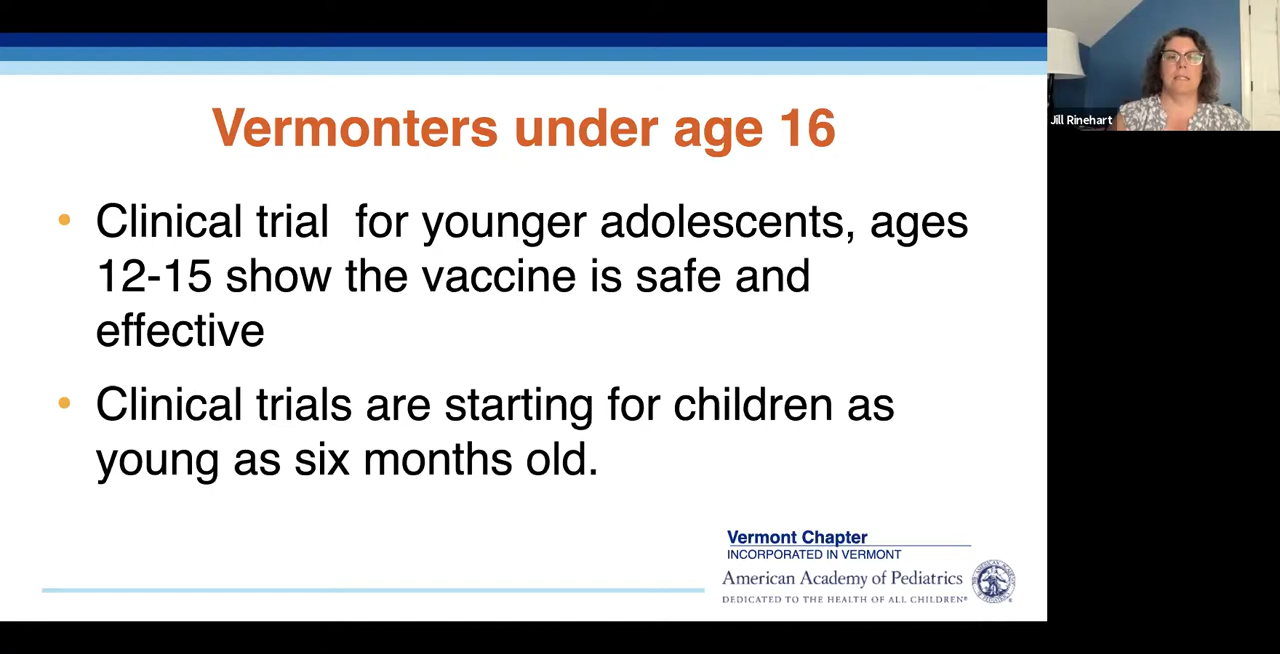 Vermonters under age 16
Jill Rinehart
• Clinical trial  for younger adolescents, ages
12-15 show the vaccine is safe and
effective
• Clinical trials are starting for children as
young as six months old.
Vermont Chapter
INCORPORATED IN VERMONT
American Academy of Pediatrics
DEDICATED TO THE HEALTH OF ALL CHILDREN®